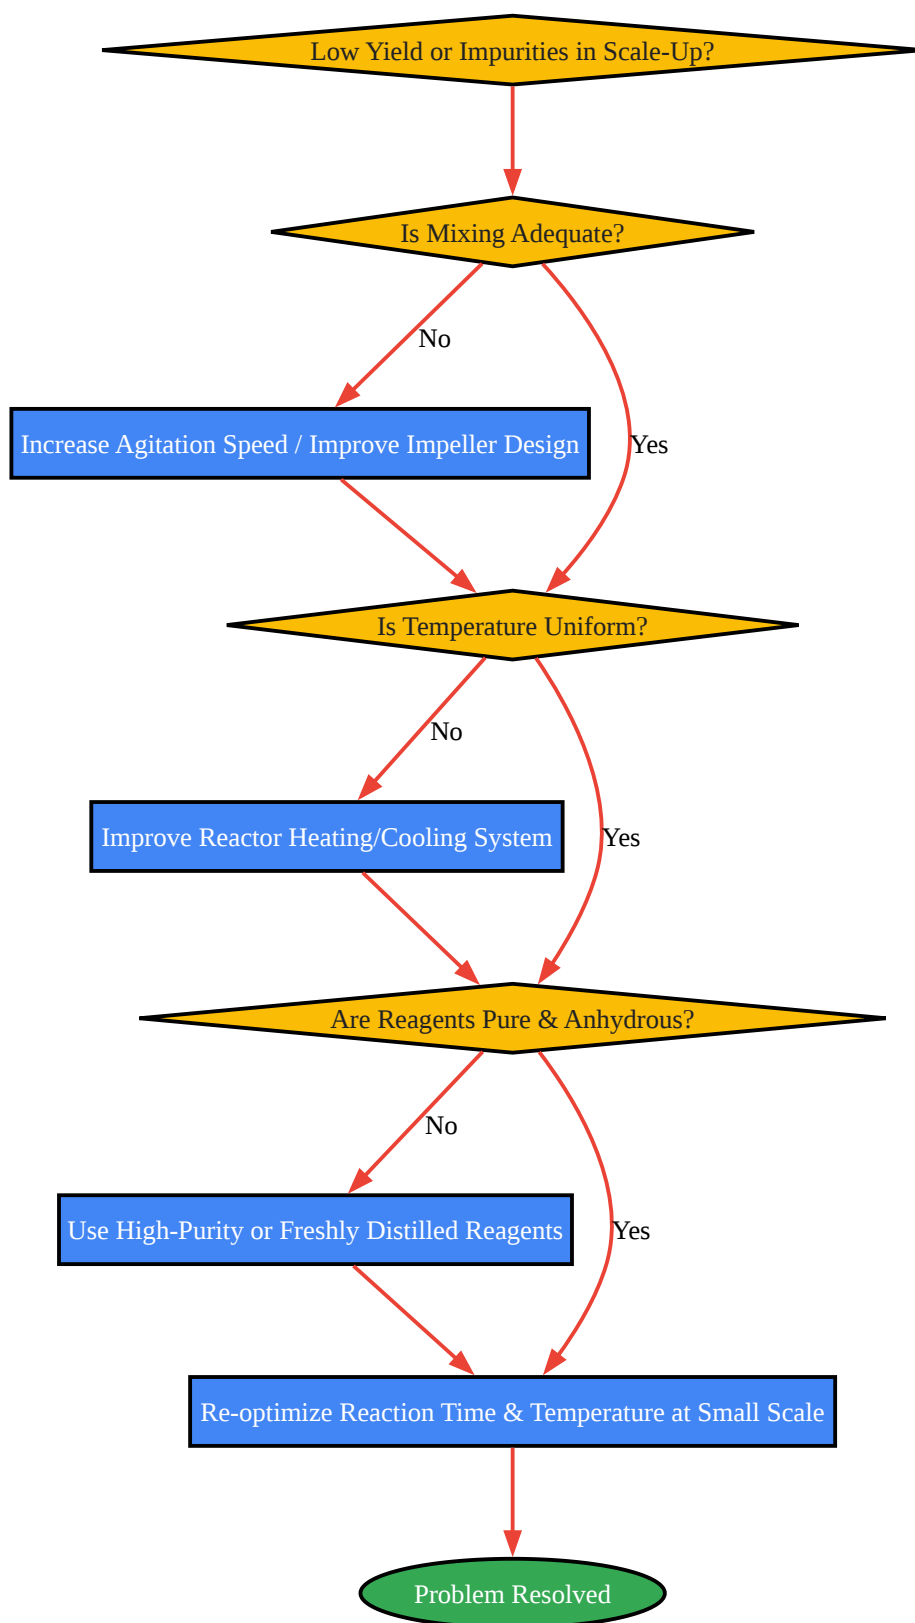 Low Yield or Impurities in Scale-Up?
Is Mixing Adequate?
No
Increase Agitation Speed / Improve Impeller Design
Yes
Is Temperature Uniform?
No
Improve Reactor Heating/Cooling System
Yes
Are Reagents Pure & Anhydrous?
No
Use High-Purity or Freshly Distilled Reagents
Yes
Re-optimize Reaction Time & Temperature at Small Scale
Problem Resolved